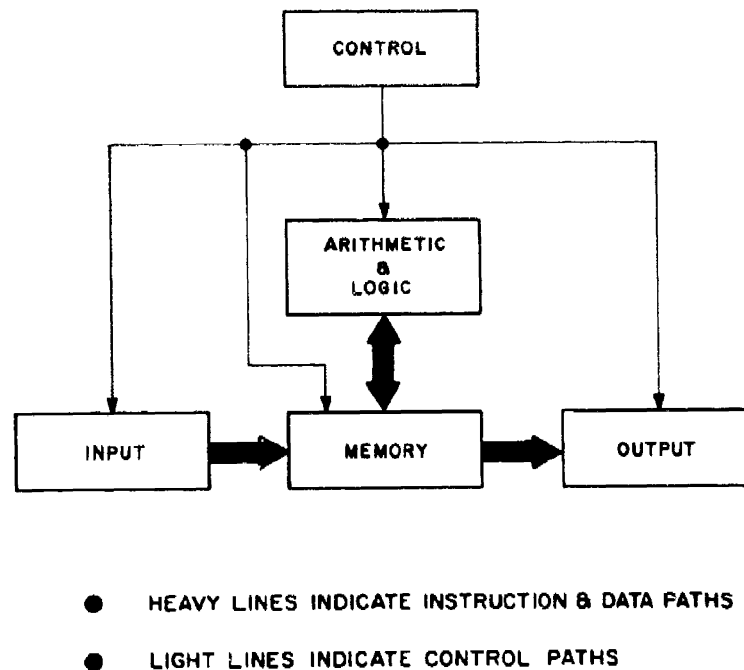 CONTROL
ARITHMETIC
&
LOGIC
INPUT
MEMORY
OUTPUT
● HEAVY LINES INDICATE INSTRUCTION & DATA PATHS
● LIGHT LINES INDICATE CONTROL PATHS